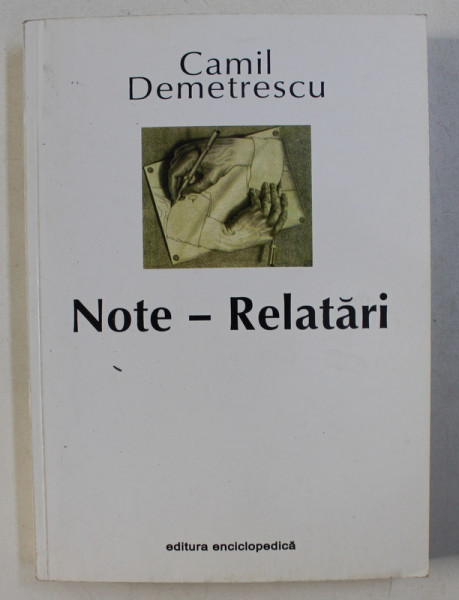 Camil
Demetrescu
Note – Relatări
editura enciclopedică